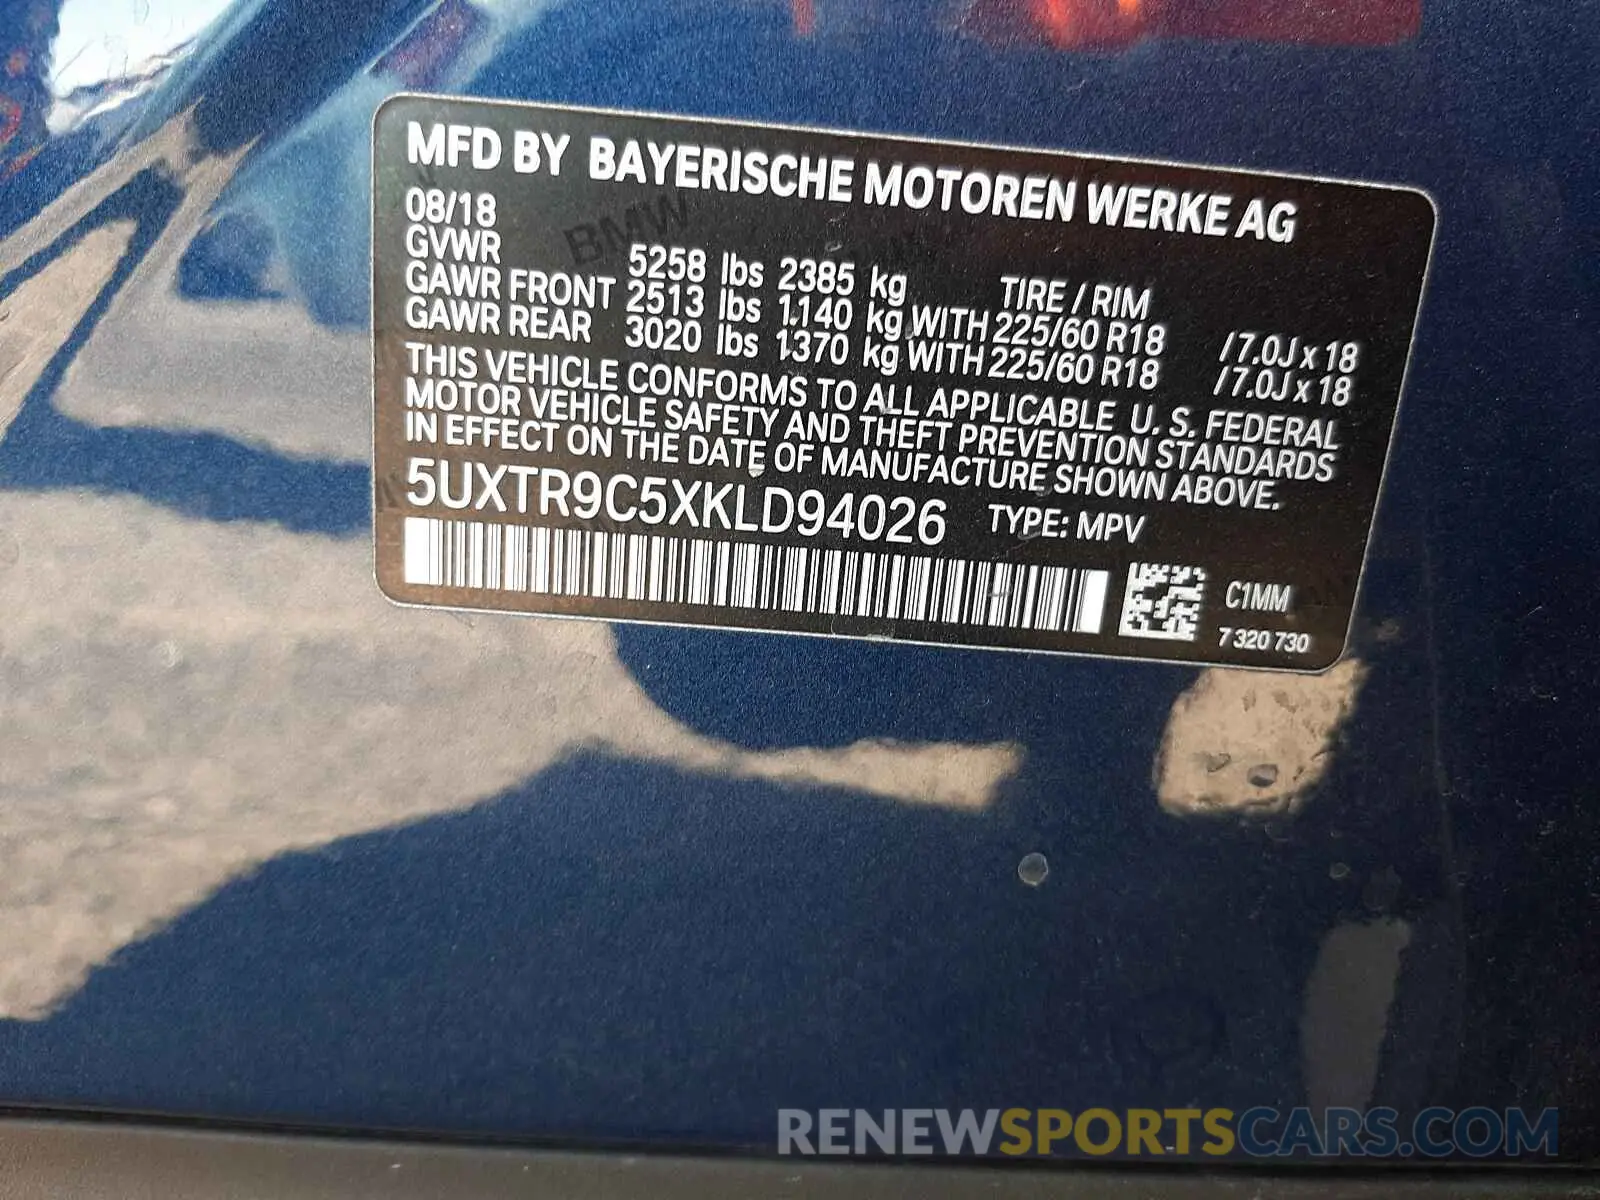 MFD BY BAYERISCHE MOTOREN WERKE AG
08/18
GVWR 5258 lbs 2385 kg TIRE / RIM
GAWR FRONT 2513 lbs 1140 kg WITH 225/60 R18 / 7.0J x 18
GAWR REAR 3020 lbs 1370 kg WITH 225/60 R18 / 7.0J x 18
THIS VEHICLE CONFORMS TO ALL APPLICABLE U. S. FEDERAL
MOTOR VEHICLE SAFETY AND THEFT PREVENTION STANDARDS
IN EFFECT ON THE DATE OF MANUFACTURE SHOWN ABOVE.
5UXTR9C5XKLD94026 TYPE: MPV
C1MM
7 320 730
BMW
RENEWSPORTSCARS.COM